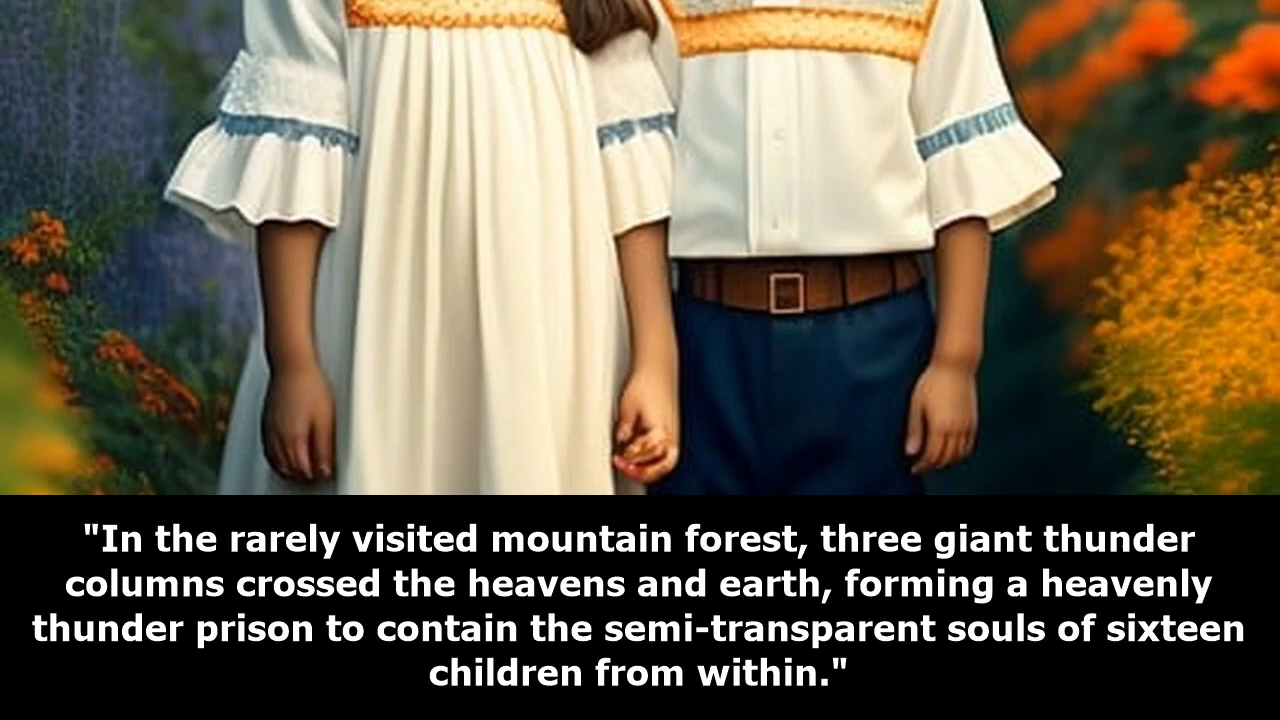 "In the rarely visited mountain forest, three giant thunder
columns crossed the heavens and earth, forming a heavenly
thunder prison to contain the semi-transparent souls of sixteen
children from within."